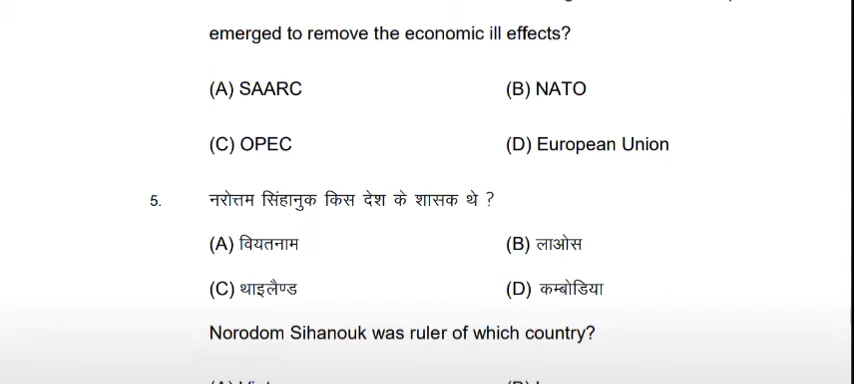 emerged to remove the economic ill effects?
(A) SAARC (B) NATO
(C) OPEC (D) European Union
5. नरोत्तम सिंहानुक किस देश के शासक थे ?
(A) वियतनाम (B) लाओस
(C) थाइलैण्ड (D) कम्बोडिया
Norodom Sihanouk was ruler of which country?